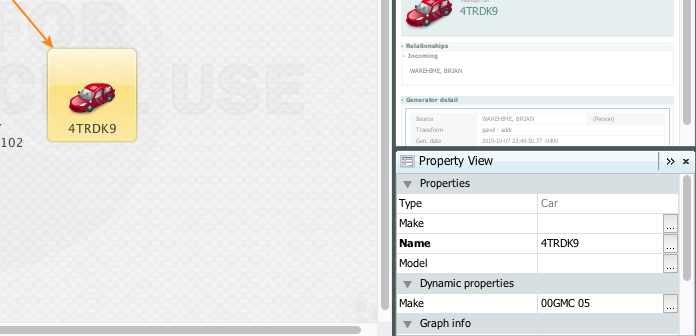 FOR
USE
4TRDK9
102
4TRDK9
- Relationships
- Incoming
WAREHIME, BRIAN
- Generator detail
Source WAREHIME, BRIAN (Person)
Transform gavel - addr
Gen. date 2015-10-07 23:44:50.77 -0400
Property View
Properties
Type Car
Make ...
Name 4TRDK9 ...
Model ...
Dynamic properties
Make 00GMC 05 ...
Graph info